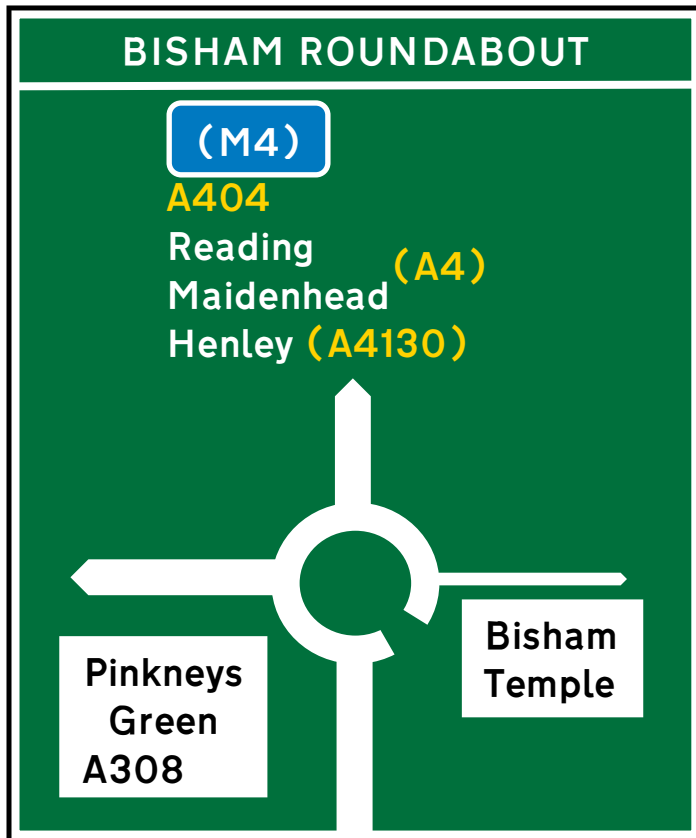 BISHAM ROUNDABOUT
(M4)
A404
Reading
Maidenhead
(A4)
Henley (A4130)
Pinkneys
Green
A308
Bisham
Temple